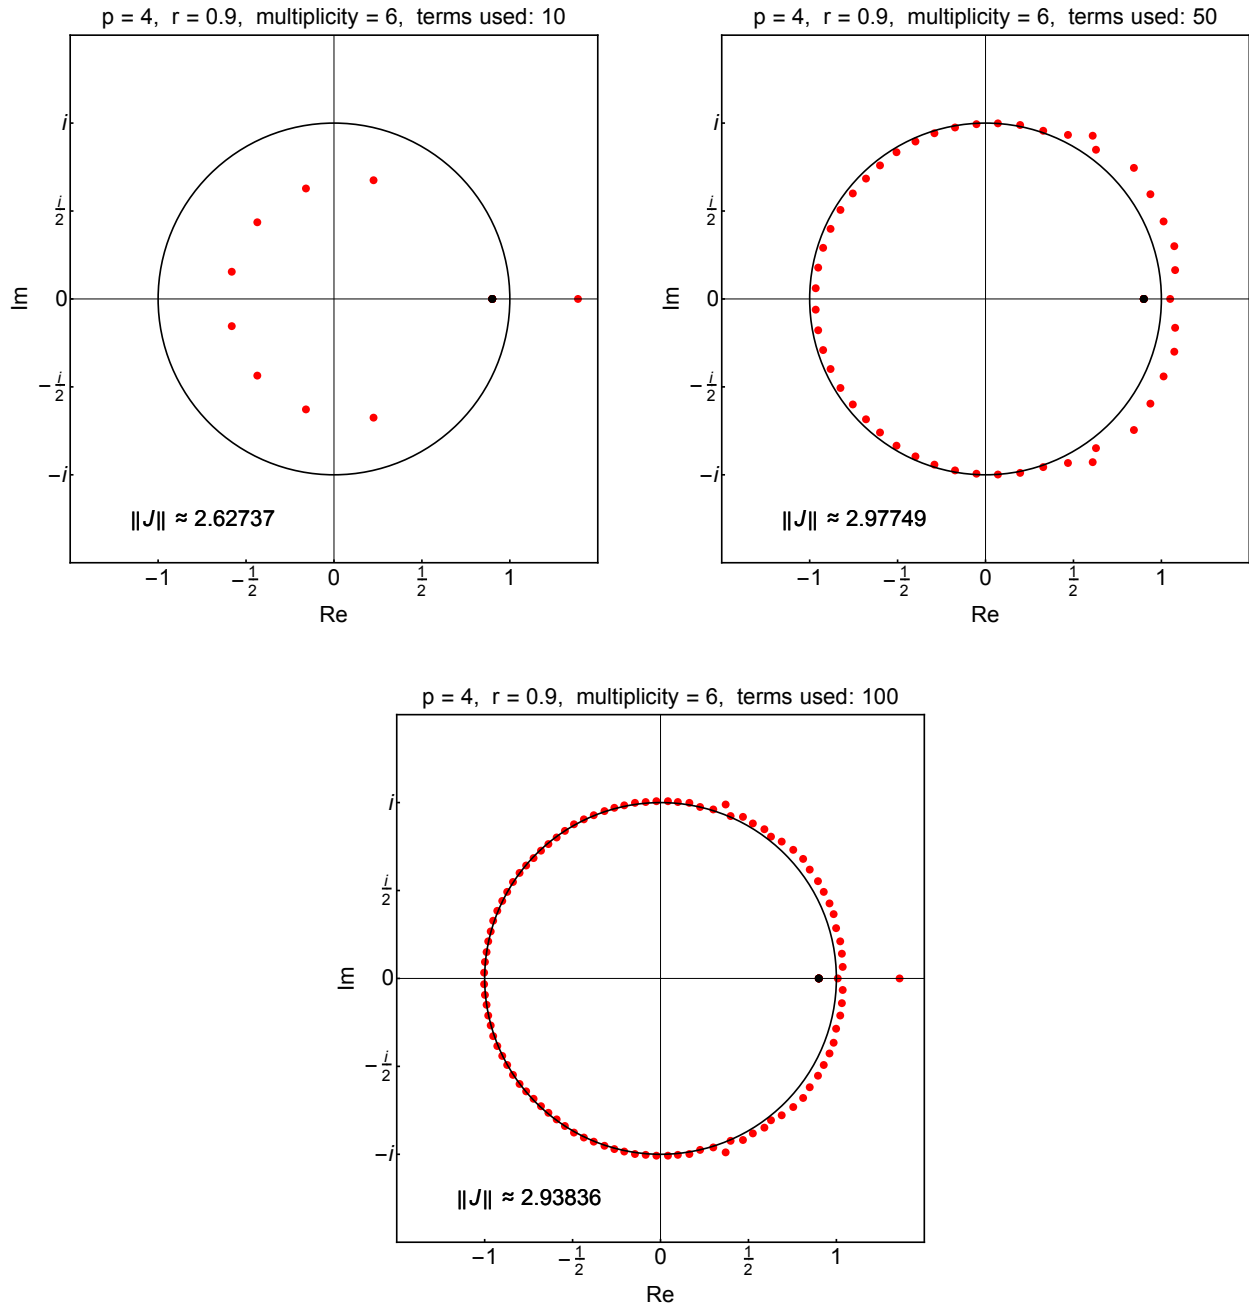 p = 4, r = 0.9, multiplicity = 6, terms used: 10
i
i/2
0
−i/2
−i
Im
‖J‖ ≈ 2.62737
−1
−1/2
0
1/2
1
Re
p = 4, r = 0.9, multiplicity = 6, terms used: 50
i
i/2
0
−i/2
−i
Im
‖J‖ ≈ 2.97749
−1
−1/2
0
1/2
1
Re
p = 4, r = 0.9, multiplicity = 6, terms used: 100
i
i/2
0
−i/2
−i
Im
‖J‖ ≈ 2.93836
−1
−1/2
0
1/2
1
Re